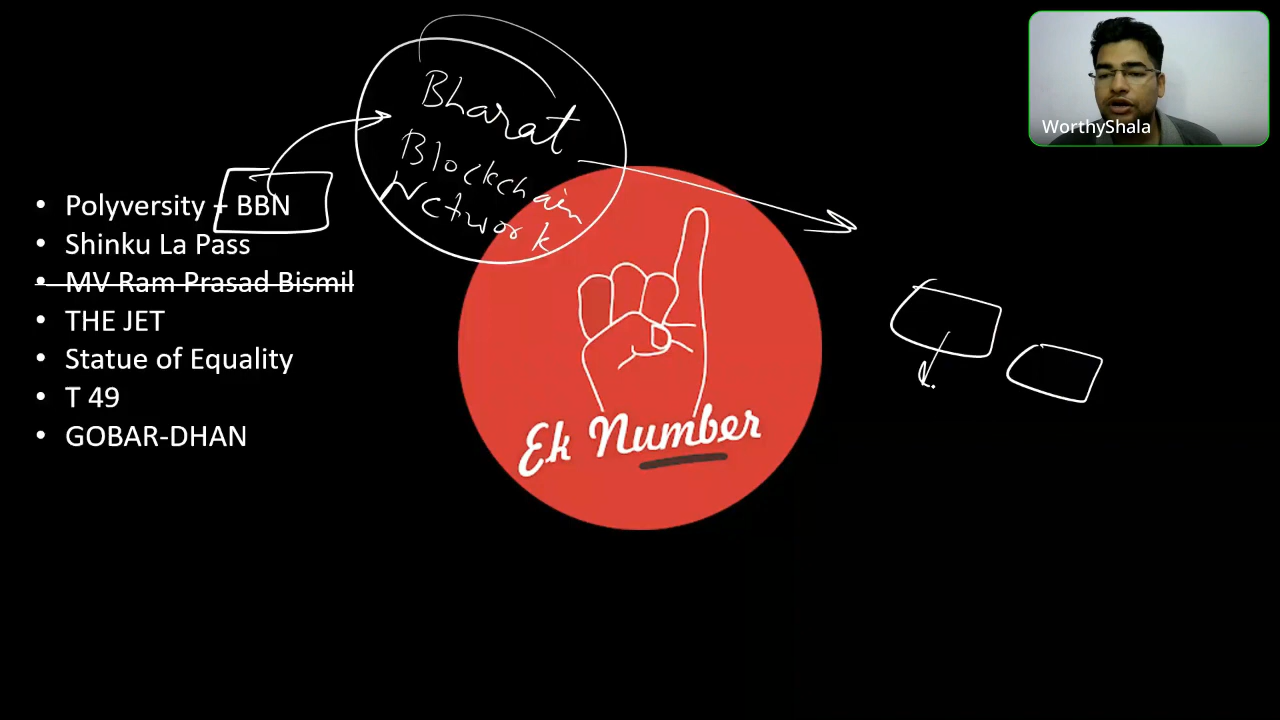 Bharat
Blockchain
Network
WorthyShala
• Polyversity – BBN
• Shinku La Pass
• MV Ram Prasad Bismil
• THE JET
• Statue of Equality
• T 49
• GOBAR-DHAN
Ek Number